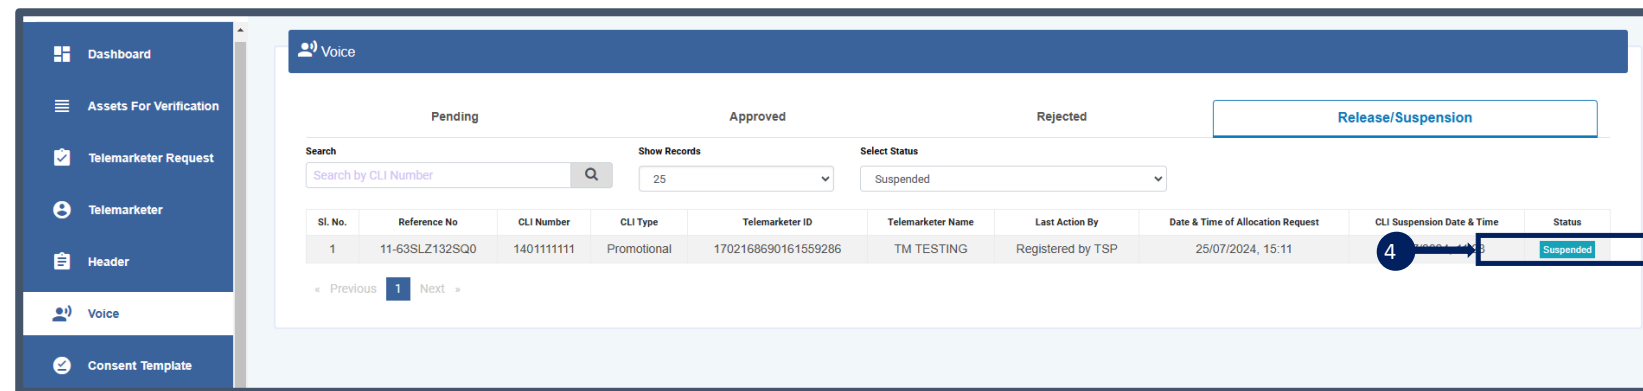 Dashboard
Assets For Verification
Telemarketer Request
Telemarketer
Header
Voice
Consent Template
Voice
Pending Approved Rejected Release/Suspension
Search Show Records Select Status
Search by CLI Number 25 Suspended
Sl. No. Reference No CLI Number CLI Type Telemarketer ID Telemarketer Name Last Action By Date & Time of Allocation Request CLI Suspension Date & Time Status
1 11-63SLZ132SQ0 1401111111 Promotional 1702168690161559286 TM TESTING Registered by TSP 25/07/2024, 15:11 Suspended
4
« Previous 1 Next »